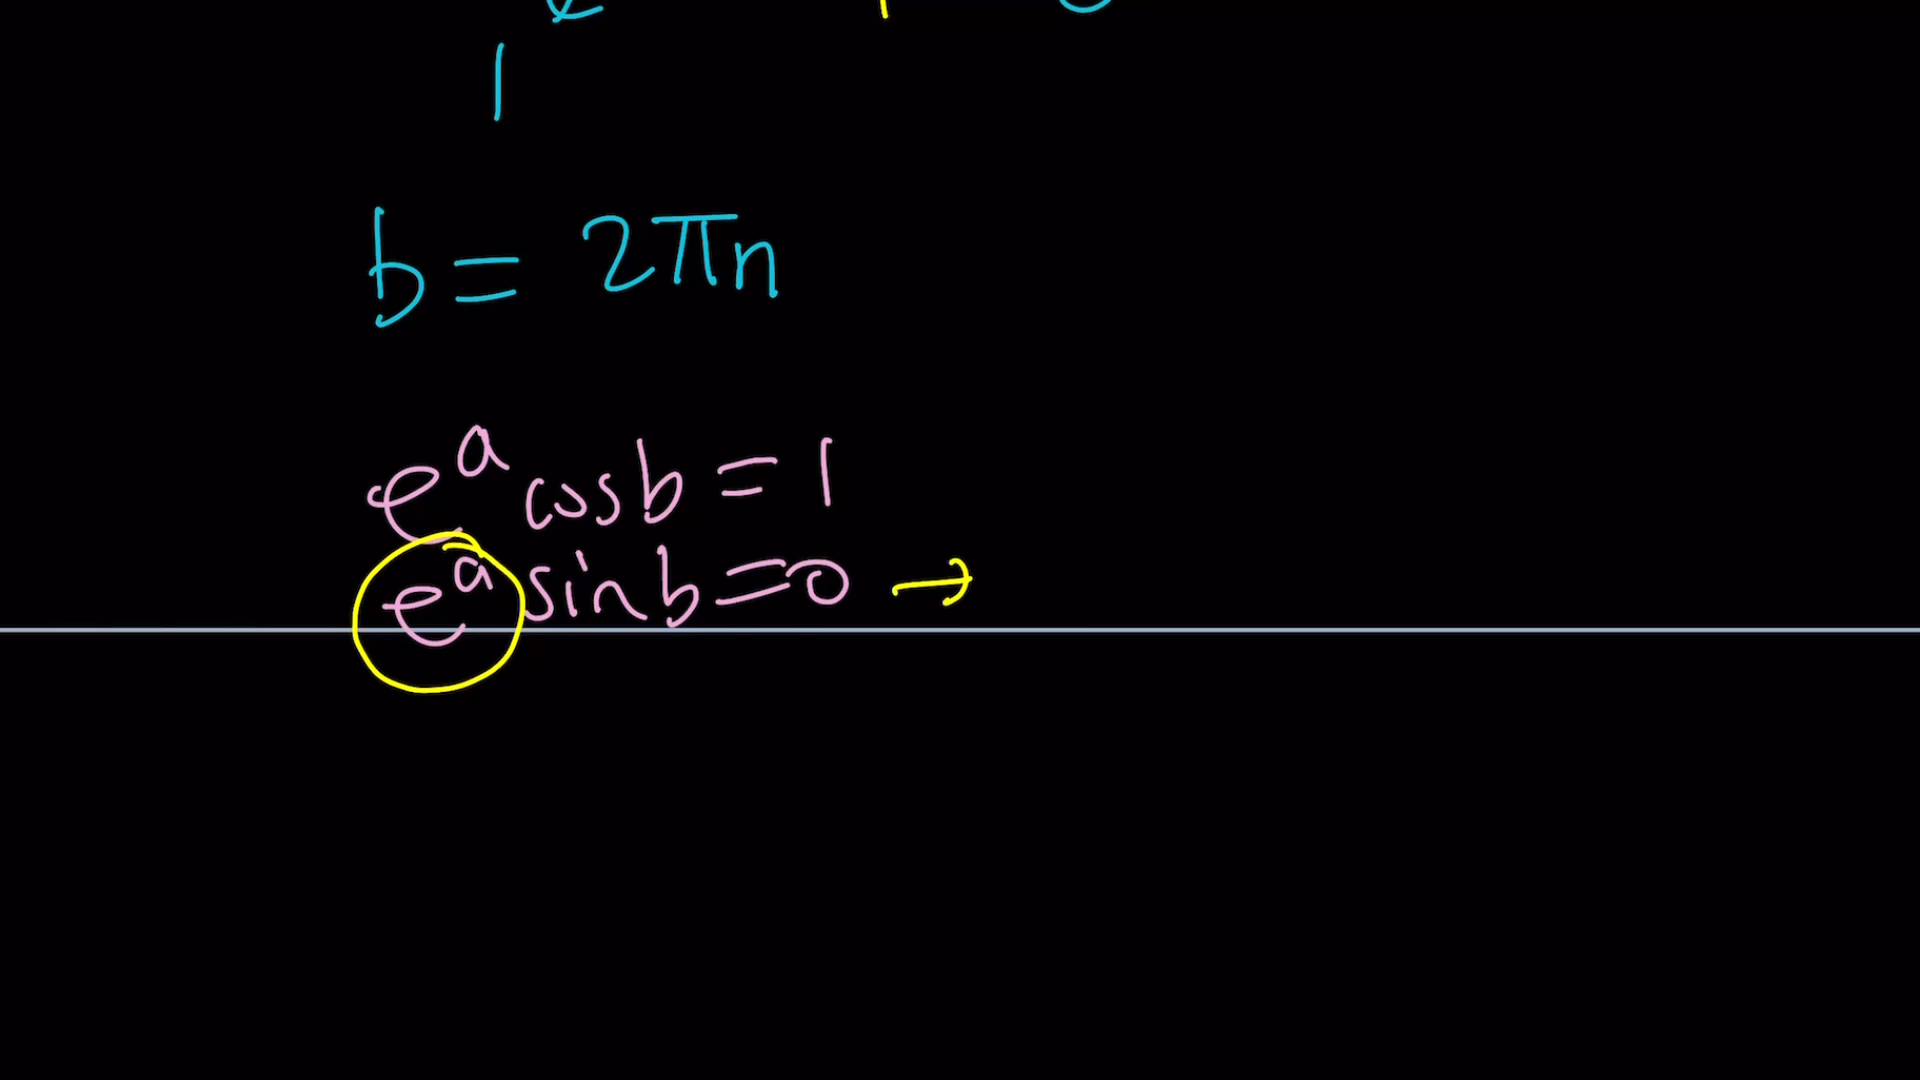 1
b = 2πn
e^a cos b = 1
e^a sin b = 0 →